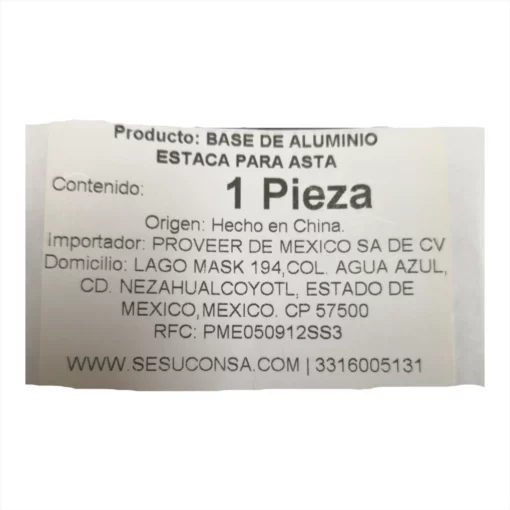 Producto: BASE DE ALUMINIO
ESTACA PARA ASTA
Contenido: 1 Pieza
Origen: Hecho en China.
Importador: PROVEER DE MEXICO SA DE CV
Domicilio: LAGO MASK 194,COL. AGUA AZUL,
CD. NEZAHUALCOYOTL, ESTADO DE
MEXICO,MEXICO. CP 57500
RFC: PME050912SS3
WWW.SESUCONSA.COM | 3316005131